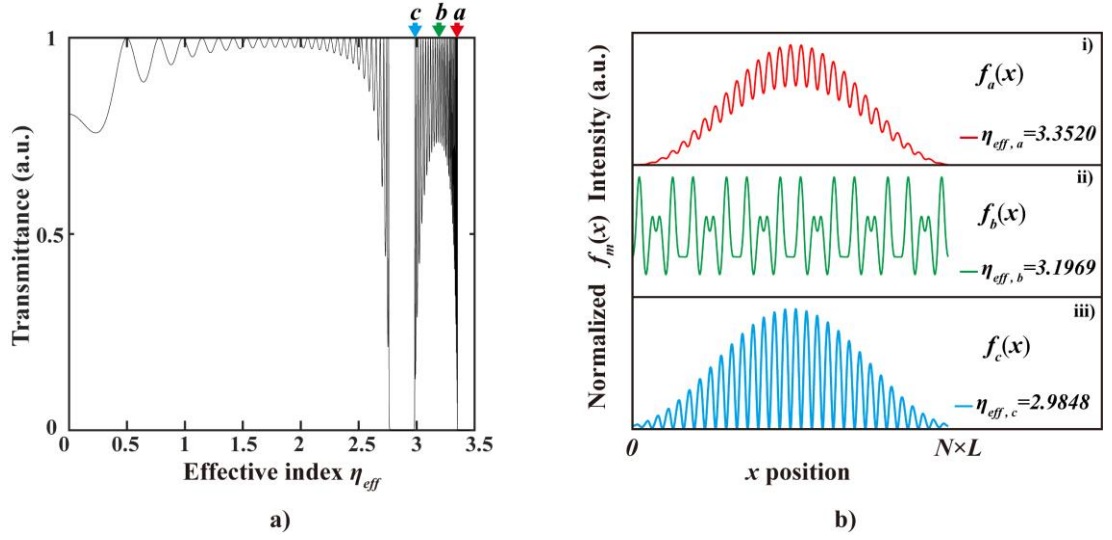 c b a
1
0.5
0
0 0.5 1 1.5 2 2.5 3 3.5
Transmittance (a.u.)
Effective index η_eff
a)
Normalized f_m(x) Intensity (a.u.)
i)
f_a(x)
η_eff, a=3.3520
ii)
f_b(x)
η_eff, b=3.1969
iii)
f_c(x)
η_eff, c=2.9848
0 N×L
x position
b)